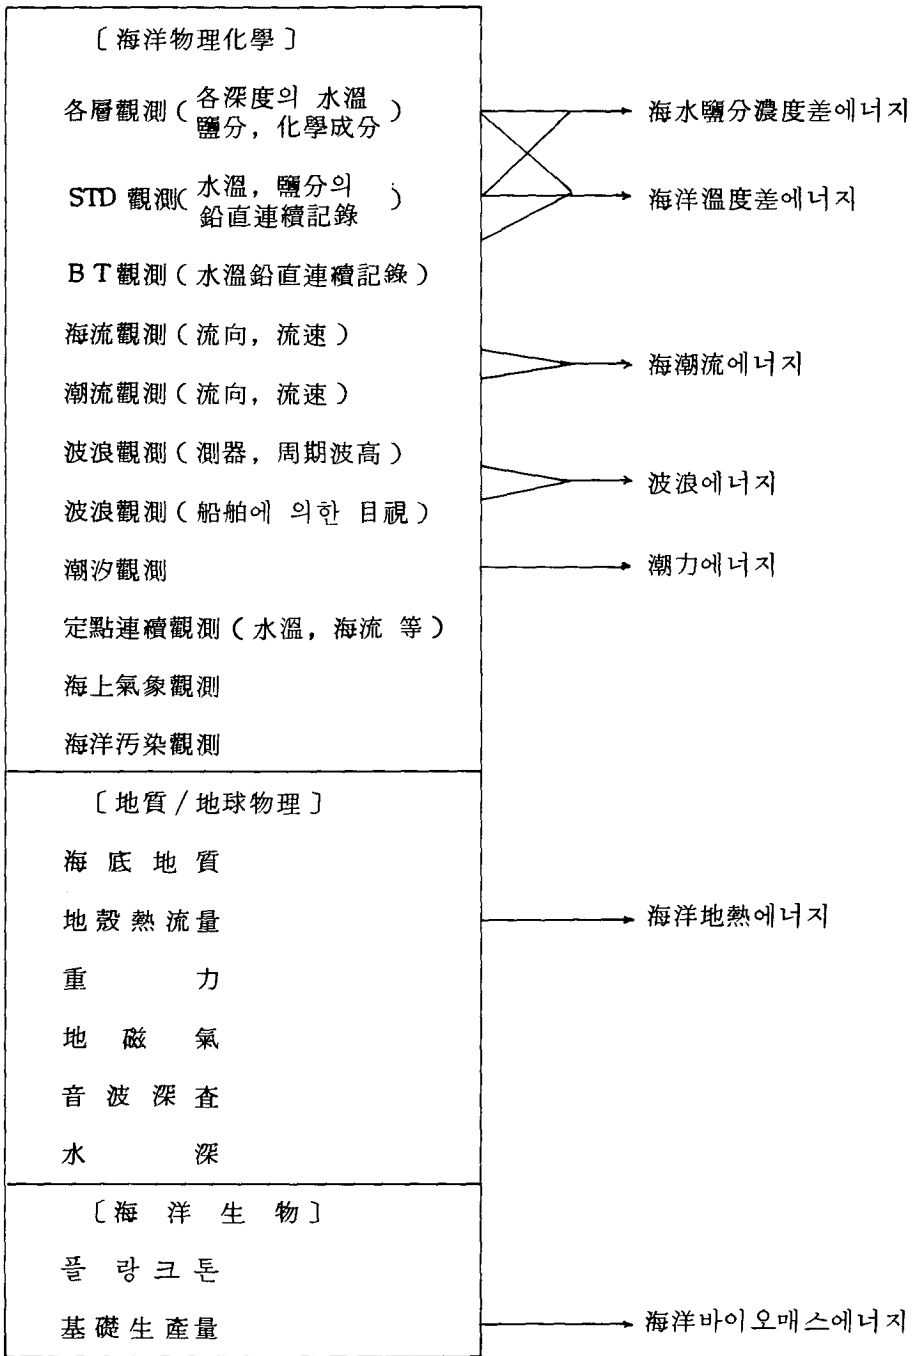 〔海洋物理化學〕
各層觀測(各深度의 水溫
鹽分, 化學成分)
海水鹽分濃度差에너지
STD 觀測(水溫, 鹽分의
鉛直連續記錄)
海洋溫度差에너지
BT觀測(水溫鉛直連續記錄)
海流觀測(流向, 流速)
海潮流에너지
潮流觀測(流向, 流速)
波浪觀測(測器, 周期波高)
波浪에너지
波浪觀測(船舶에 의한 目視)
潮汐觀測
潮力에너지
定點連續觀測(水溫, 海流 等)
海上氣象觀測
海洋汚染觀測
〔地質/地球物理〕
海底地質
地殼熱流量
海洋地熱에너지
重力
地磁氣
音波深査
水深
〔海洋生物〕
플랑크톤
基礎生産量
海洋바이오매스에너지